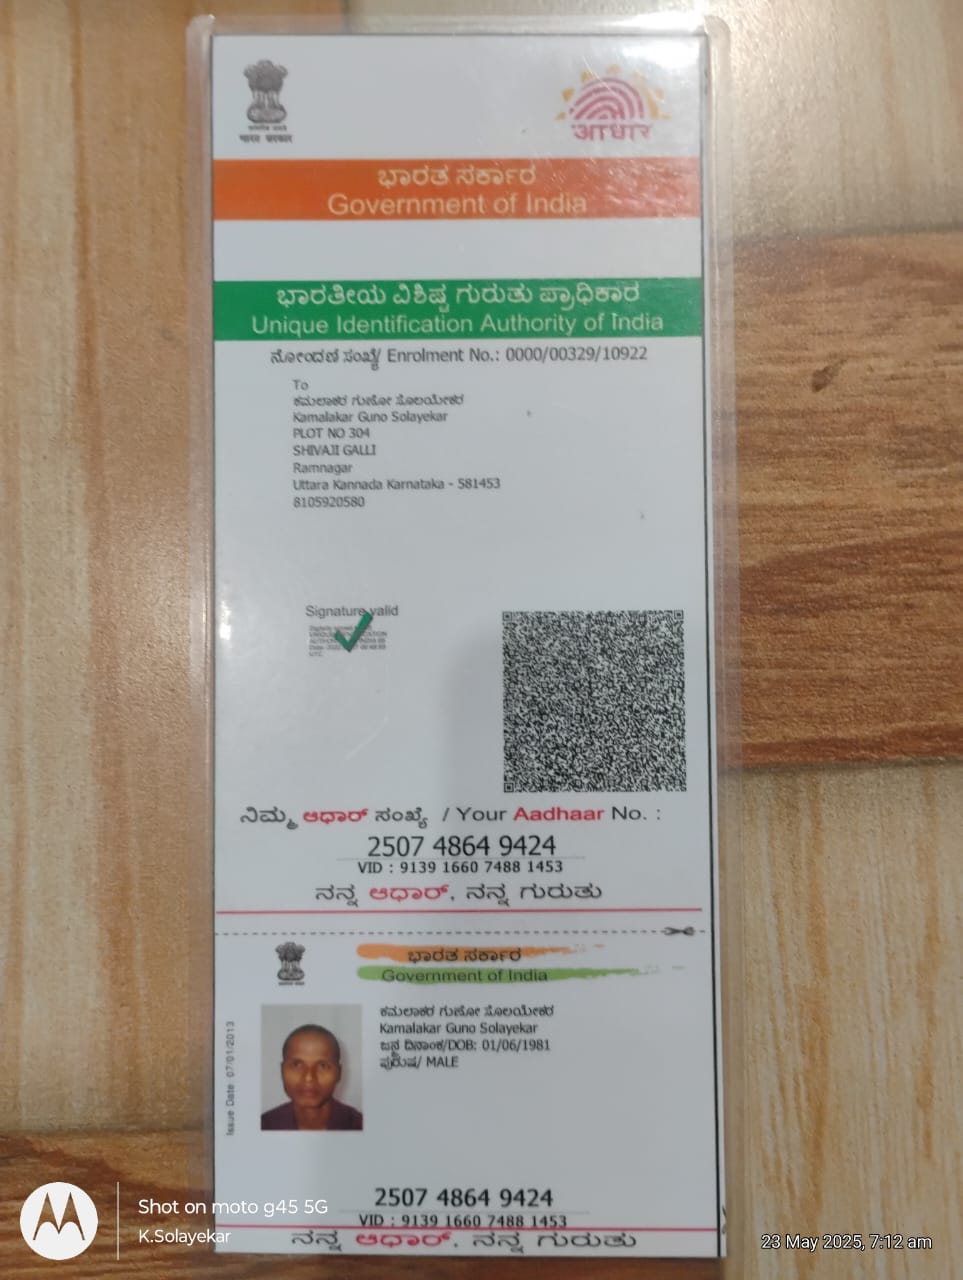 भारत सरकार
आधार
ಭಾರತ ಸರ್ಕಾರ
Government of India
ಭಾರತೀಯ ವಿಶಿಷ್ಟ ಗುರುತು ಪ್ರಾಧಿಕಾರ
Unique Identification Authority of India
ನೋಂದಣಿ ಸಂಖ್ಯೆ/ Enrolment No.: 0000/00329/10922
To
ಕಮಲಾಕರ ಗುಣೋ ಸೊಲಯೇಕರ
Kamalakar Guno Solayekar
PLOT NO 304
SHIVAJI GALLI
Ramnagar
Uttara Kannada Karnataka - 581453
8105920580
Signature valid
ನಿಮ್ಮ ಆಧಾರ್ ಸಂಖ್ಯೆ / Your Aadhaar No. :
2507 4864 9424
VID : 9139 1660 7488 1453
ನನ್ನ ಆಧಾರ್, ನನ್ನ ಗುರುತು
ಭಾರತ ಸರ್ಕಾರ
Government of India
Issue Date 07/01/2013
ಕಮಲಾಕರ ಗುಣೋ ಸೊಲಯೇಕರ
Kamalakar Guno Solayekar
ಜನ್ಮ ದಿನಾಂಕ/DOB: 01/06/1981
ಪುರುಷ/ MALE
2507 4864 9424
VID : 9139 1660 7488 1453
ನನ್ನ ಆಧಾರ್, ನನ್ನ ಗುರುತು
Shot on moto g45 5G
K.Solayekar
23 May 2025, 7:12 am